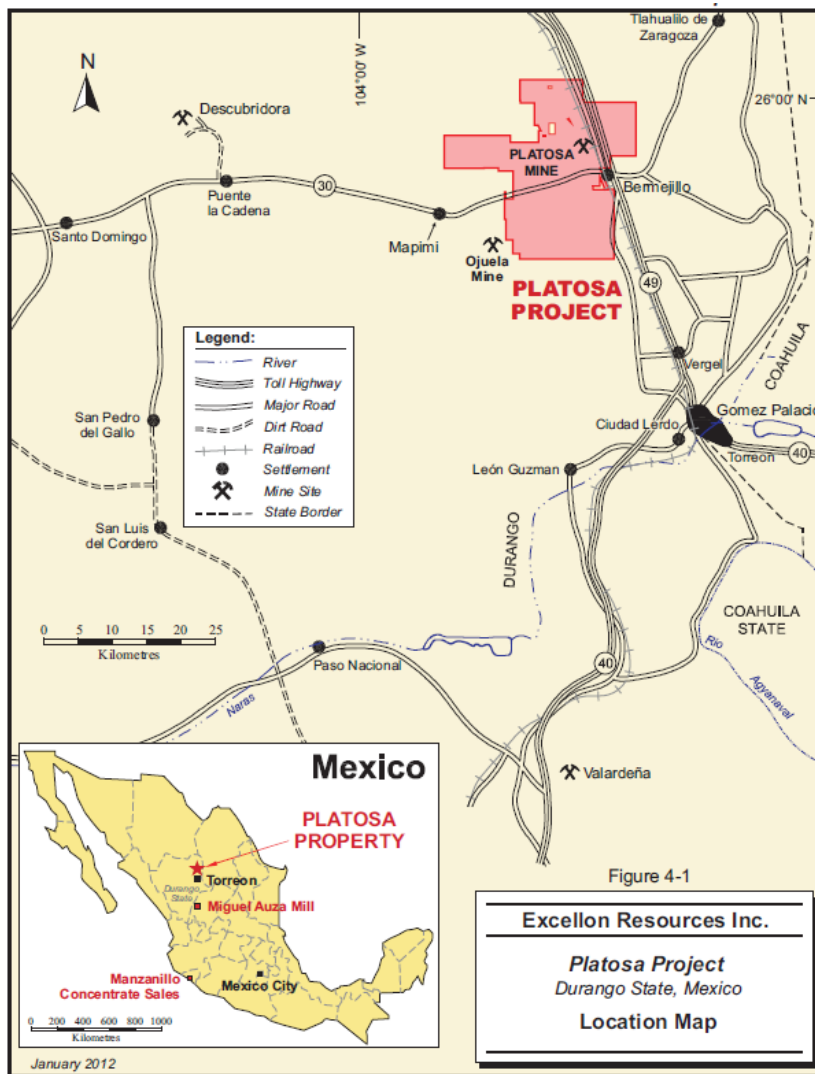 Tlahualilo de
Zaragoza
N
104°00' W
26°00' N
Descubridora
PLATOSA
MINE
Puente
la Cadena
30
Bermejillo
Santo Domingo
Mapimi
Ojuela
Mine
PLATOSA
PROJECT
49
Legend:
River
Toll Highway
Major Road
Dirt Road
Railroad
Settlement
Mine Site
State Border
Vergel
COAHUILA
San Pedro
del Gallo
Ciudad Lerdo
Gomez Palacio
Torreon
40
León Guzman
San Luis
del Cordero
DURANGO
COAHUILA
STATE
0 5 10 15 20 25
Kilometres
Paso Nacional
Rio
Agyanaval
40
Naras
Valardeña
Mexico
PLATOSA
PROPERTY
Torreon
Durango
State
Miguel Auza Mill
Manzanillo
Concentrate Sales
Mexico City
0 200 400 600 800 1000
Kilometres
January 2012
Figure 4-1
Excellon Resources Inc.
Platosa Project
Durango State, Mexico
Location Map